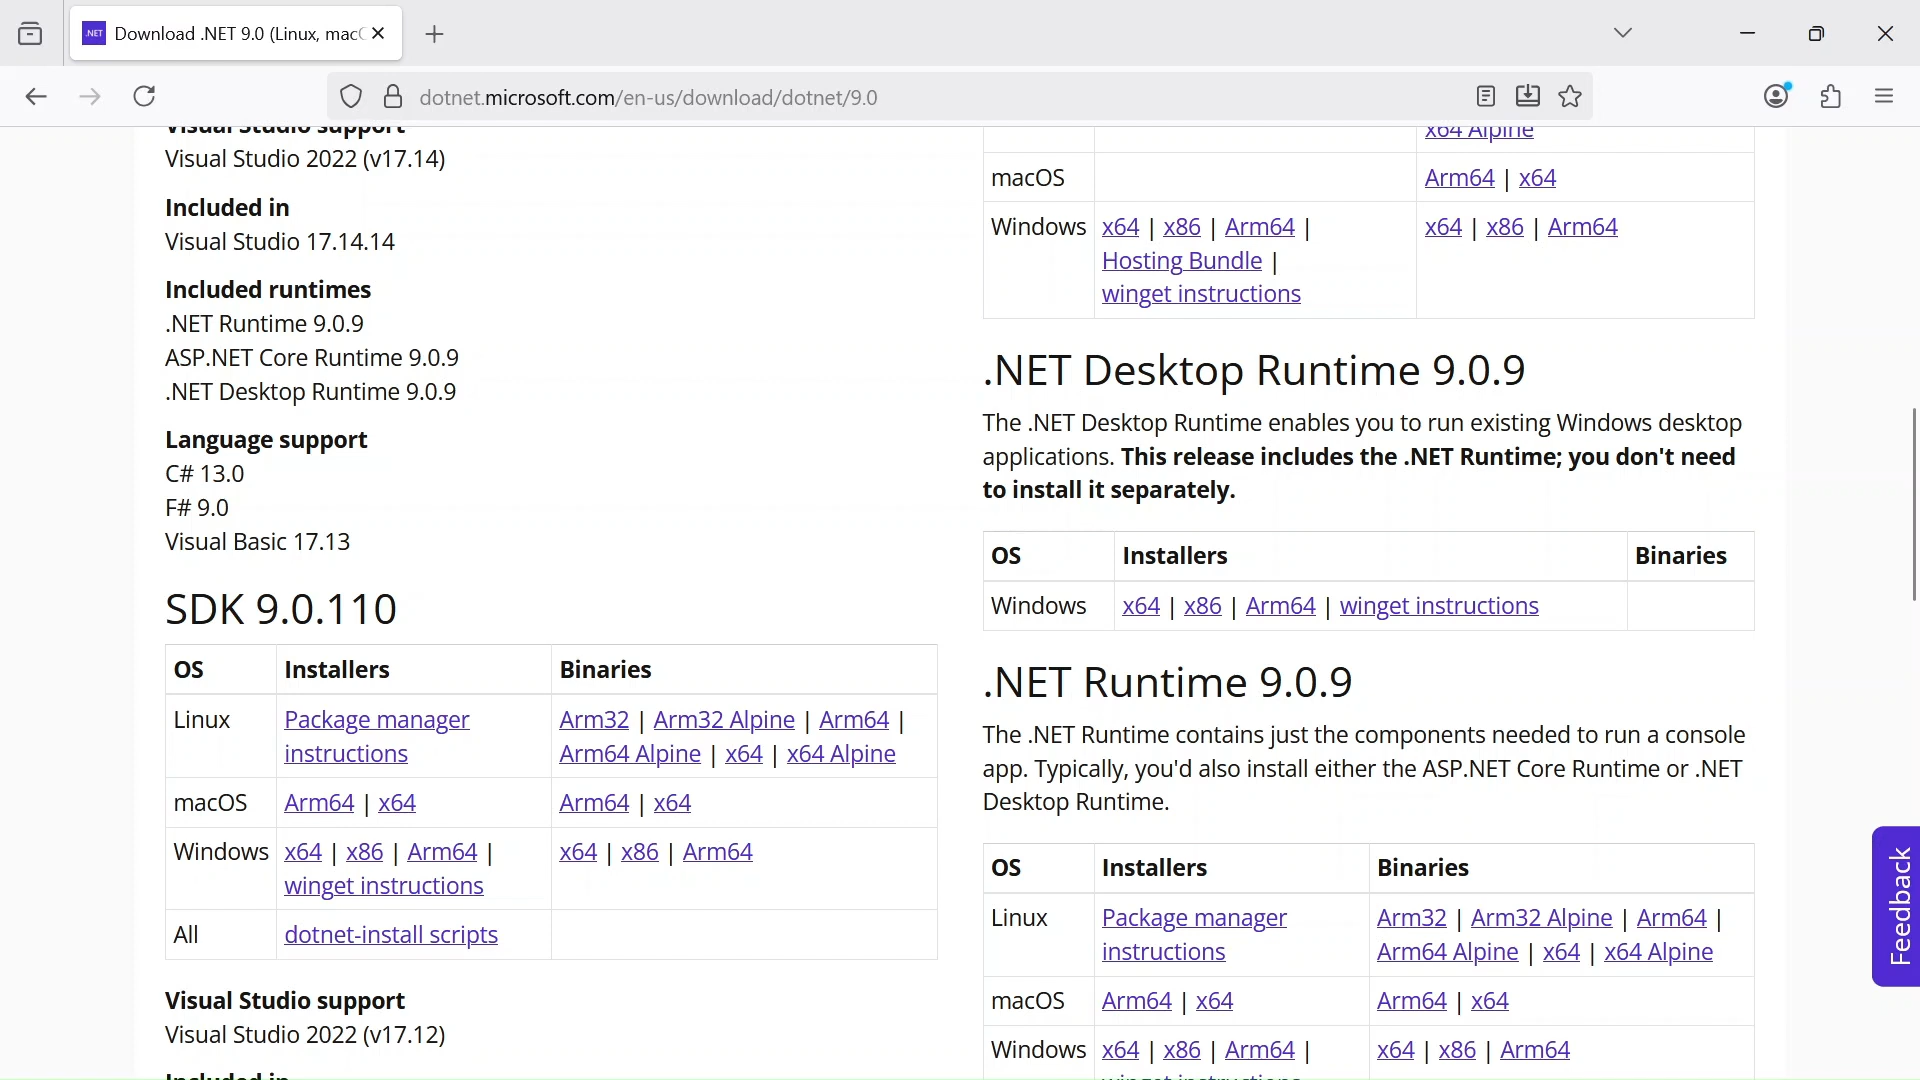 .NET Download .NET 9.0 (Linux, mac
dotnet.microsoft.com/en-us/download/dotnet/9.0
Visual Studio support
Visual Studio 2022 (v17.14)
Included in
Visual Studio 17.14.14
Included runtimes
.NET Runtime 9.0.9
ASP.NET Core Runtime 9.0.9
.NET Desktop Runtime 9.0.9
Language support
C# 13.0
F# 9.0
Visual Basic 17.13
SDK 9.0.110
OS Installers Binaries
Linux Package manager instructions Arm32 | Arm32 Alpine | Arm64 |
Arm64 Alpine | x64 | x64 Alpine
macOS Arm64 | x64 Arm64 | x64
Windows x64 | x86 | Arm64 | x64 | x86 | Arm64
winget instructions
All dotnet-install scripts
Visual Studio support
Visual Studio 2022 (v17.12)
Included in
x64 Alpine
macOS Arm64 | x64
Windows x64 | x86 | Arm64 | x64 | x86 | Arm64
Hosting Bundle |
winget instructions
.NET Desktop Runtime 9.0.9
The .NET Desktop Runtime enables you to run existing Windows desktop
applications. This release includes the .NET Runtime; you don't need
to install it separately.
OS Installers Binaries
Windows x64 | x86 | Arm64 | winget instructions
.NET Runtime 9.0.9
The .NET Runtime contains just the components needed to run a console
app. Typically, you'd also install either the ASP.NET Core Runtime or .NET
Desktop Runtime.
OS Installers Binaries
Linux Package manager Arm32 | Arm32 Alpine | Arm64 |
instructions Arm64 Alpine | x64 | x64 Alpine
macOS Arm64 | x64 Arm64 | x64
Windows x64 | x86 | Arm64 | x64 | x86 | Arm64
winget instructions
Feedback